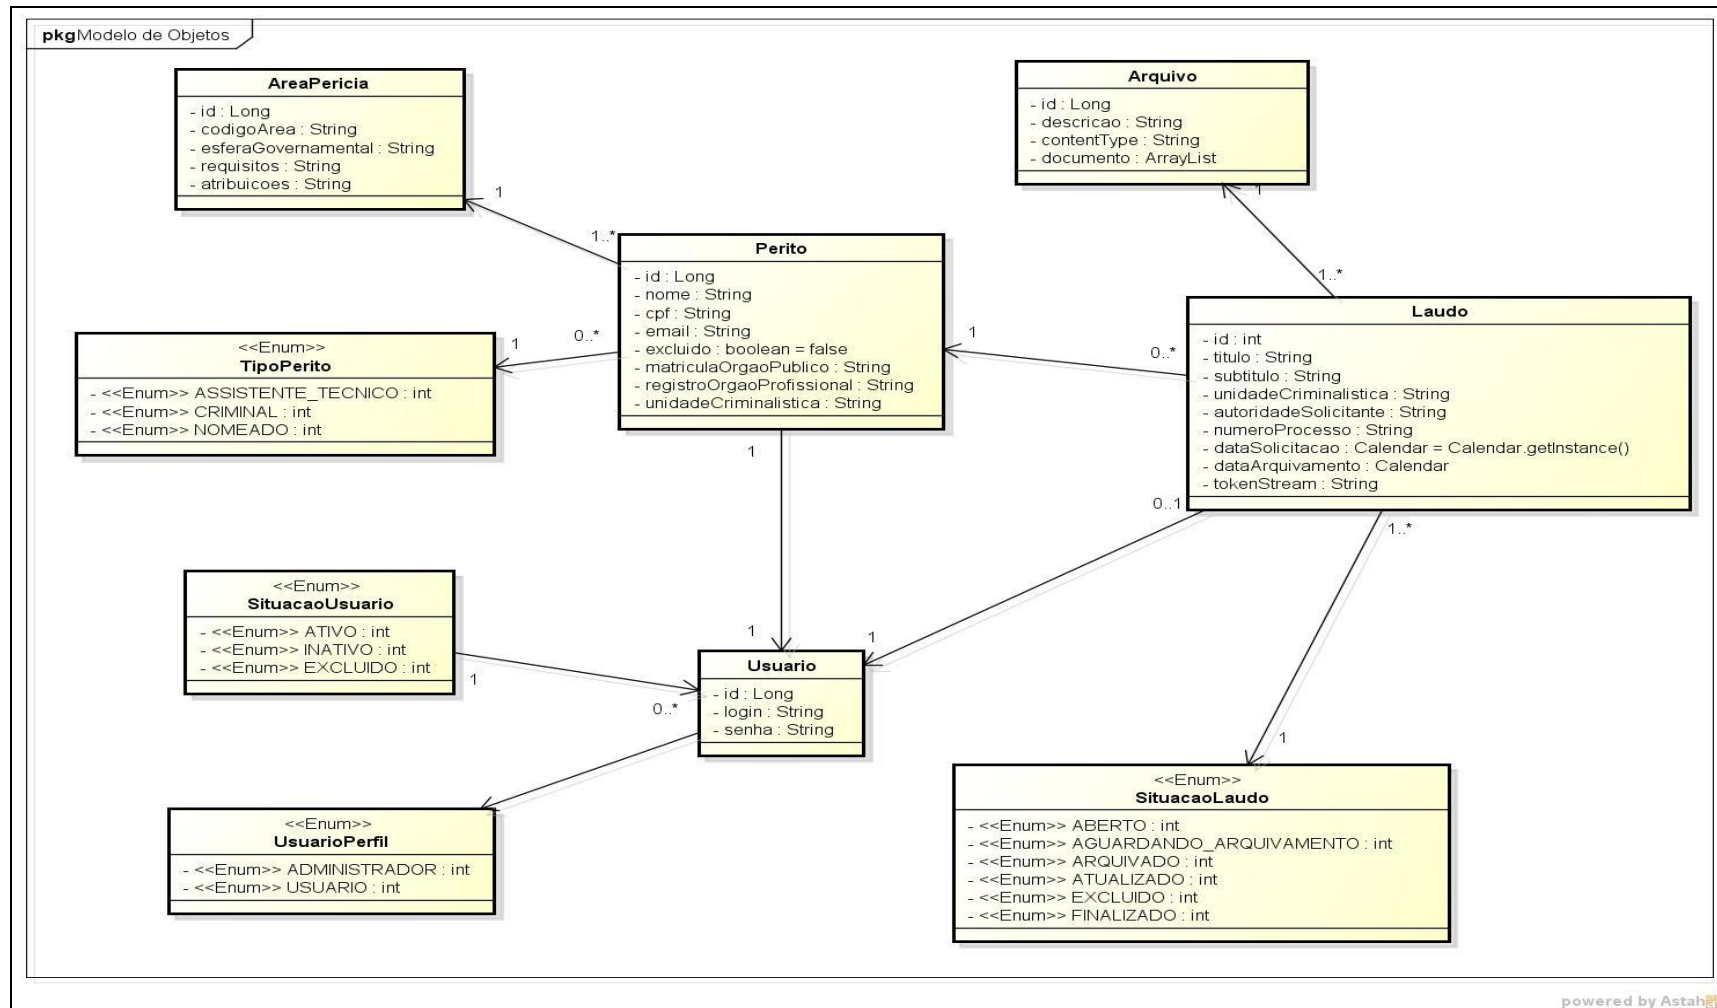 pkg Modelo de Objetos
AreaPericia
- id : Long
- codigoArea : String
- esferaGovernamental : String
- requisitos : String
- atribuicoes : String
Arquivo
- id : Long
- descricao : String
- contentType : String
- documento : ArrayList
1
1
1..*
1..*
Perito
- id : Long
- nome : String
- cpf : String
- email : String
- excluido : boolean = false
- matriculaOrgaoPublico : String
- registroOrgaoProfissional : String
- unidadeCriminalistica : String
Laudo
- id : int
- titulo : String
- subtitulo : String
- unidadeCriminalistica : String
- autoridadeSolicitante : String
- numeroProcesso : String
- dataSolicitacao : Calendar = Calendar.getInstance()
- dataArquivamento : Calendar
- tokenStream : String
<<Enum>>
TipoPerito
- <<Enum>> ASSISTENTE_TECNICO : int
- <<Enum>> CRIMINAL : int
- <<Enum>> NOMEADO : int
1
0..*
1
0..*
1
0..1
1..*
<<Enum>>
SituacaoUsuario
- <<Enum>> ATIVO : int
- <<Enum>> INATIVO : int
- <<Enum>> EXCLUIDO : int
1
1
1
0..*
Usuario
- id : Long
- login : String
- senha : String
1
<<Enum>>
UsuarioPerfil
- <<Enum>> ADMINISTRADOR : int
- <<Enum>> USUARIO : int
<<Enum>>
SituacaoLaudo
- <<Enum>> ABERTO : int
- <<Enum>> AGUARDANDO_ARQUIVAMENTO : int
- <<Enum>> ARQUIVADO : int
- <<Enum>> ATUALIZADO : int
- <<Enum>> EXCLUIDO : int
- <<Enum>> FINALIZADO : int
powered by Astah